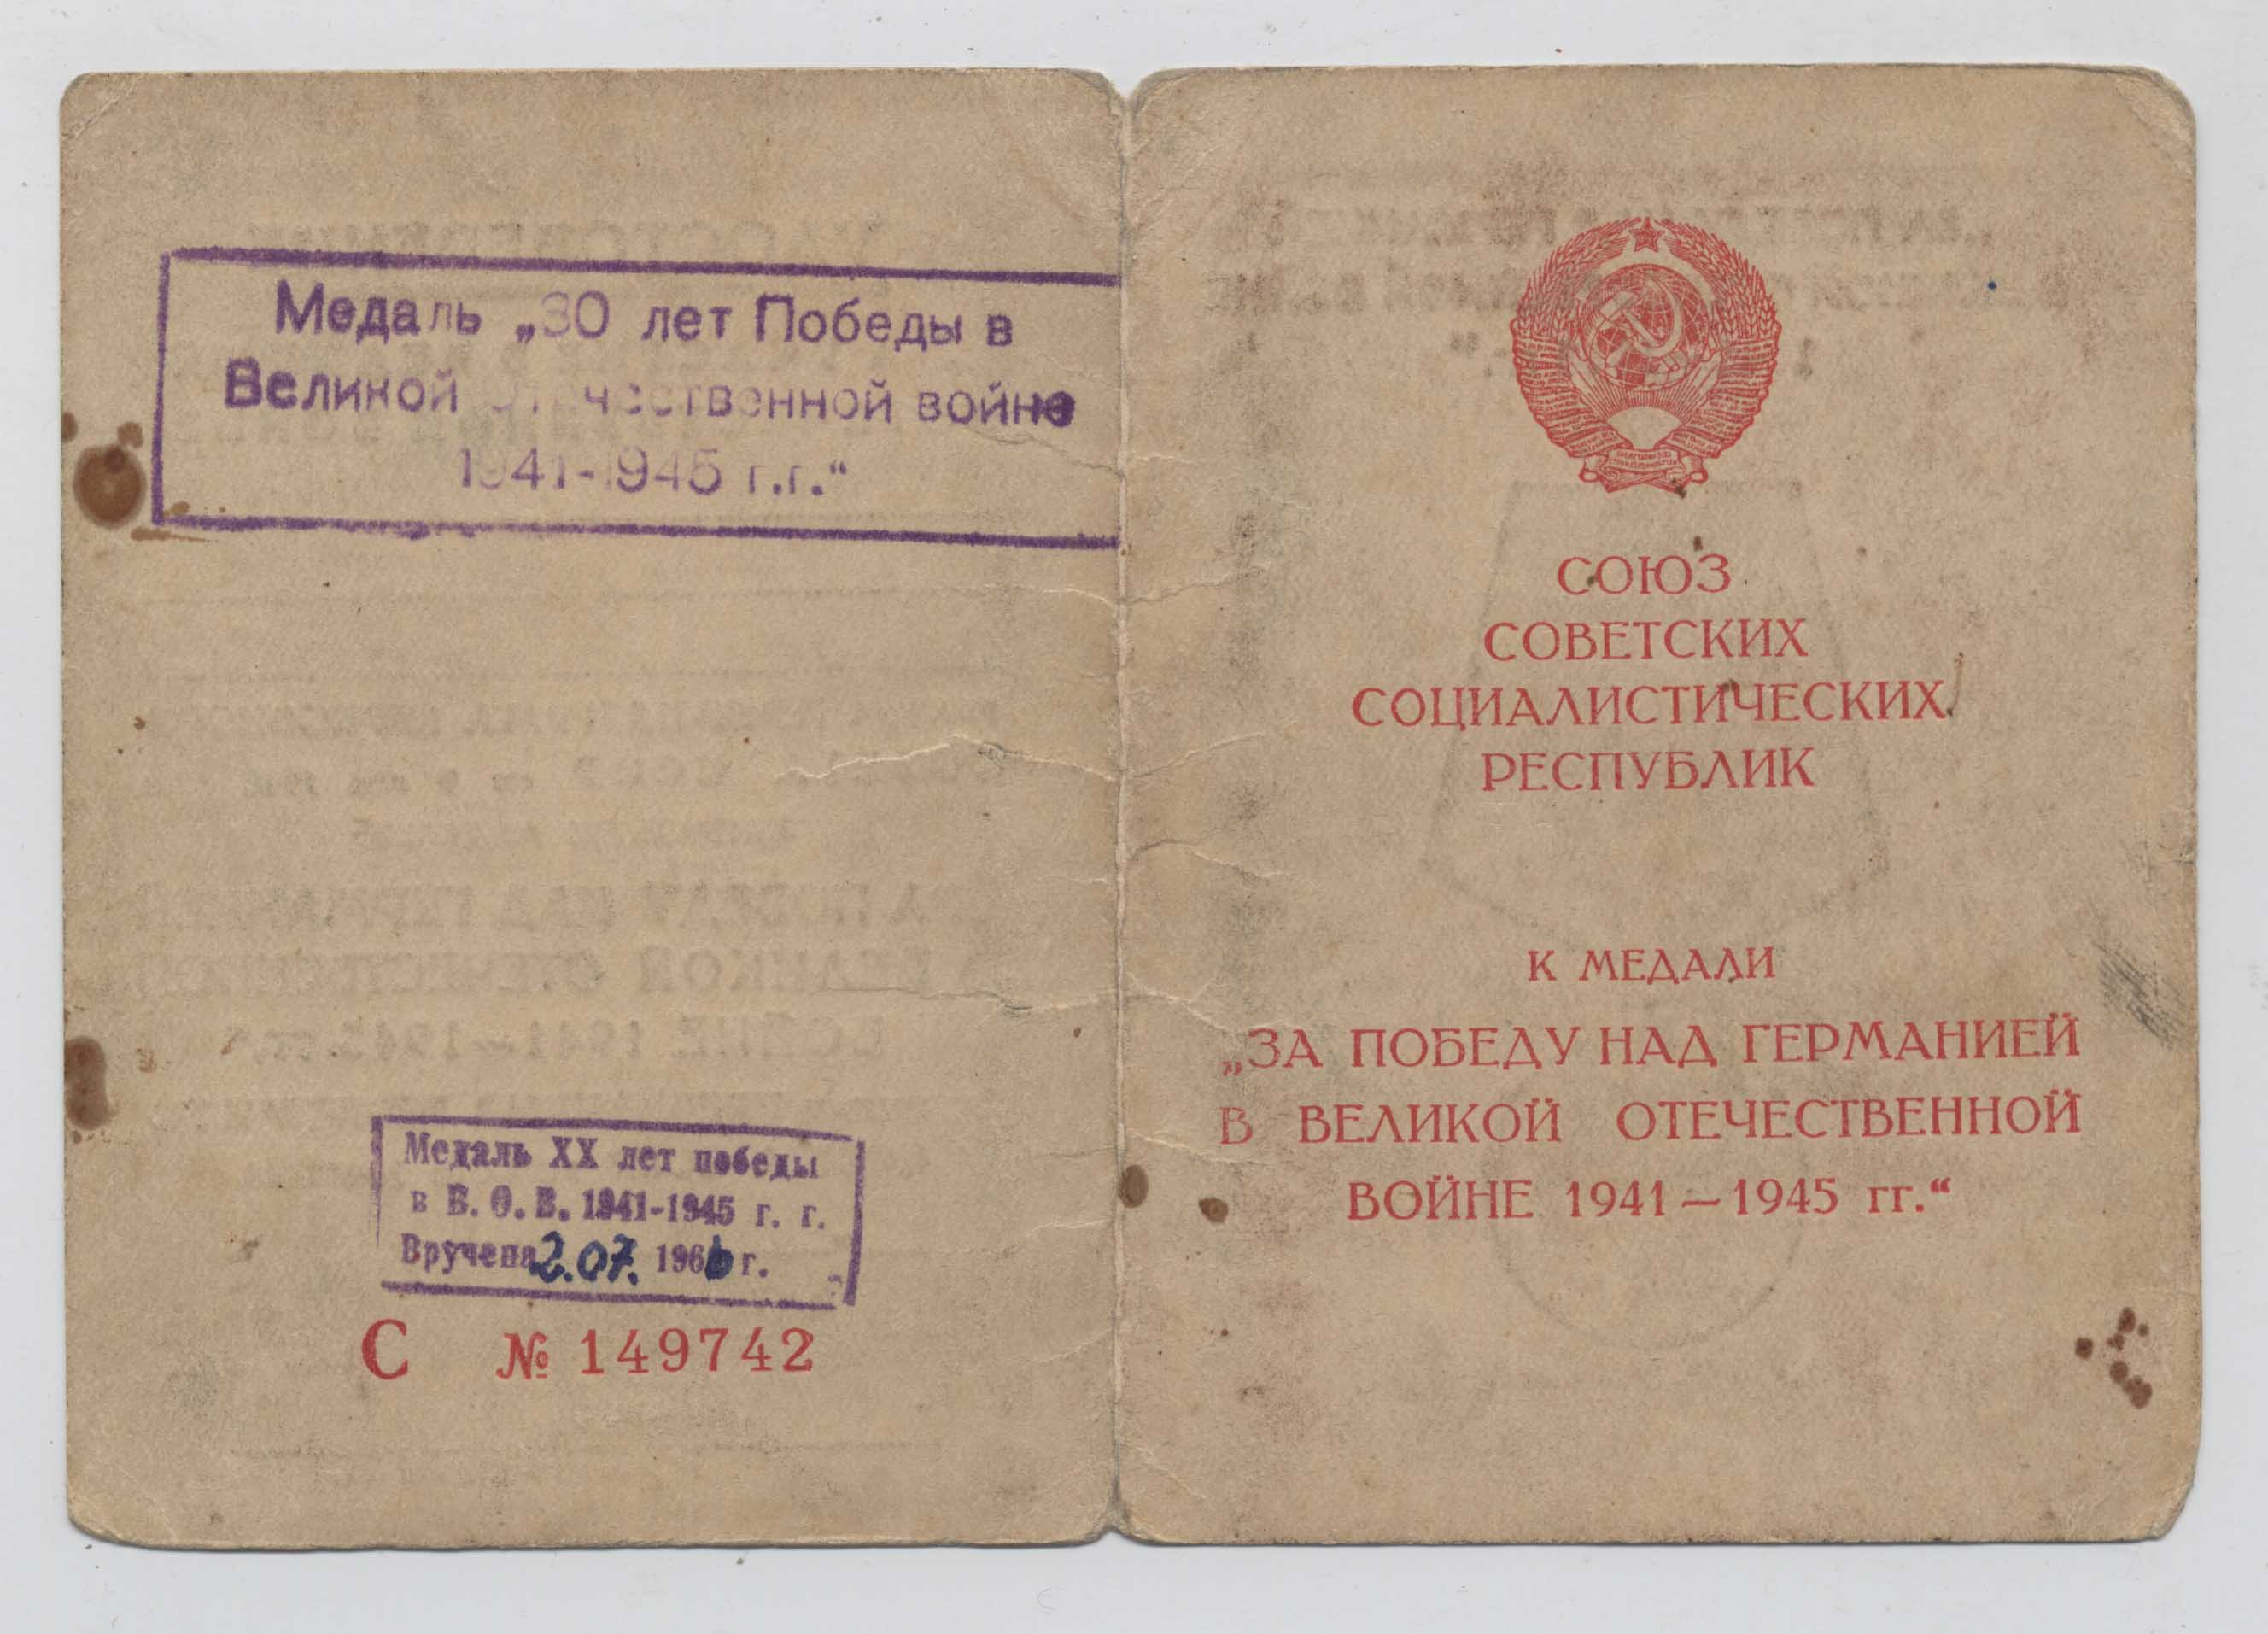 Медаль „30 лет Победы в
Великой Отечественной войне
1941-1945 г.г.“
Медаль XX лет победы
в В. О. В. 1941-1945 г. г.
Вручена 2.07. 1966 г.
С № 149742
СОЮЗ
СОВЕТСКИХ
СОЦИАЛИСТИЧЕСКИХ
РЕСПУБЛИК
К МЕДАЛИ
„ЗА ПОБЕДУ НАД ГЕРМАНИЕЙ
В ВЕЛИКОЙ ОТЕЧЕСТВЕННОЙ
ВОЙНЕ 1941 — 1945 гг.“